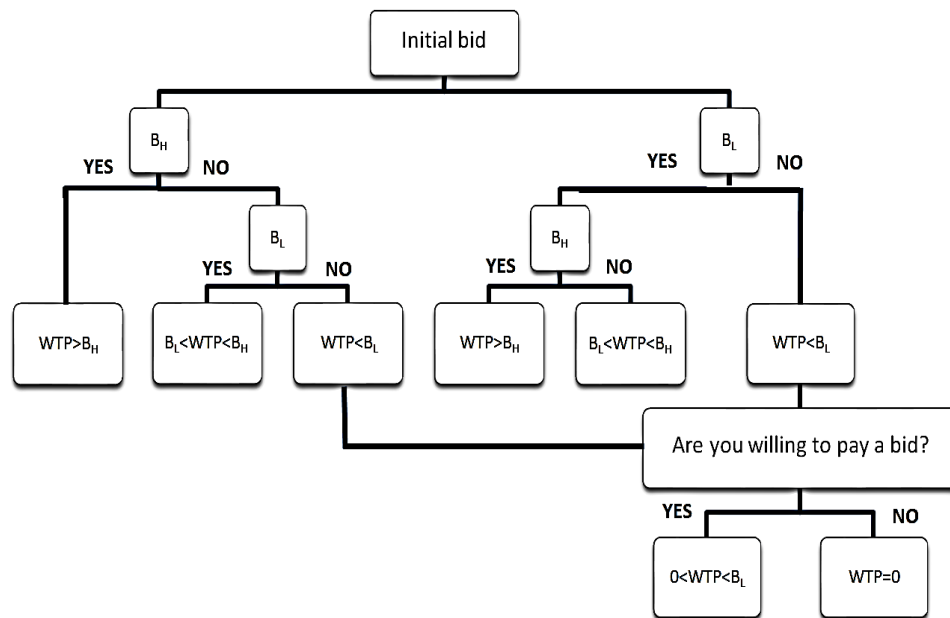 Initial bid
B_H
B_L
YES NO
YES NO
B_L
B_H
YES NO
YES NO
WTP>B_H
B_L<WTP<B_H
WTP<B_L
WTP>B_H
B_L<WTP<B_H
WTP<B_L
Are you willing to pay a bid?
YES NO
0<WTP<B_L
WTP=0